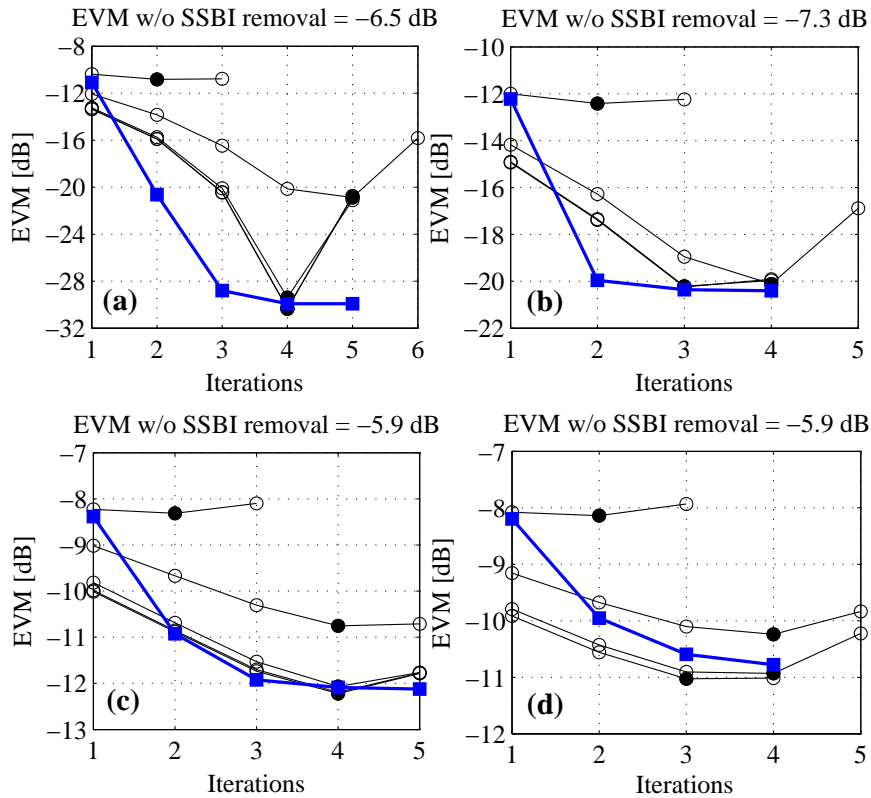 EVM w/o SSBI removal = −6.5 dB
−8
−12
−16
−20
−24
−28
−32
EVM [dB]
(a)
1 2 3 4 5 6
Iterations
EVM w/o SSBI removal = −7.3 dB
−10
−12
−14
−16
−18
−20
−22
EVM [dB]
(b)
1 2 3 4 5
Iterations
EVM w/o SSBI removal = −5.9 dB
−7
−8
−9
−10
−11
−12
−13
EVM [dB]
(c)
1 2 3 4 5
Iterations
EVM w/o SSBI removal = −5.9 dB
−7
−8
−9
−10
−11
−12
EVM [dB]
(d)
1 2 3 4 5
Iterations